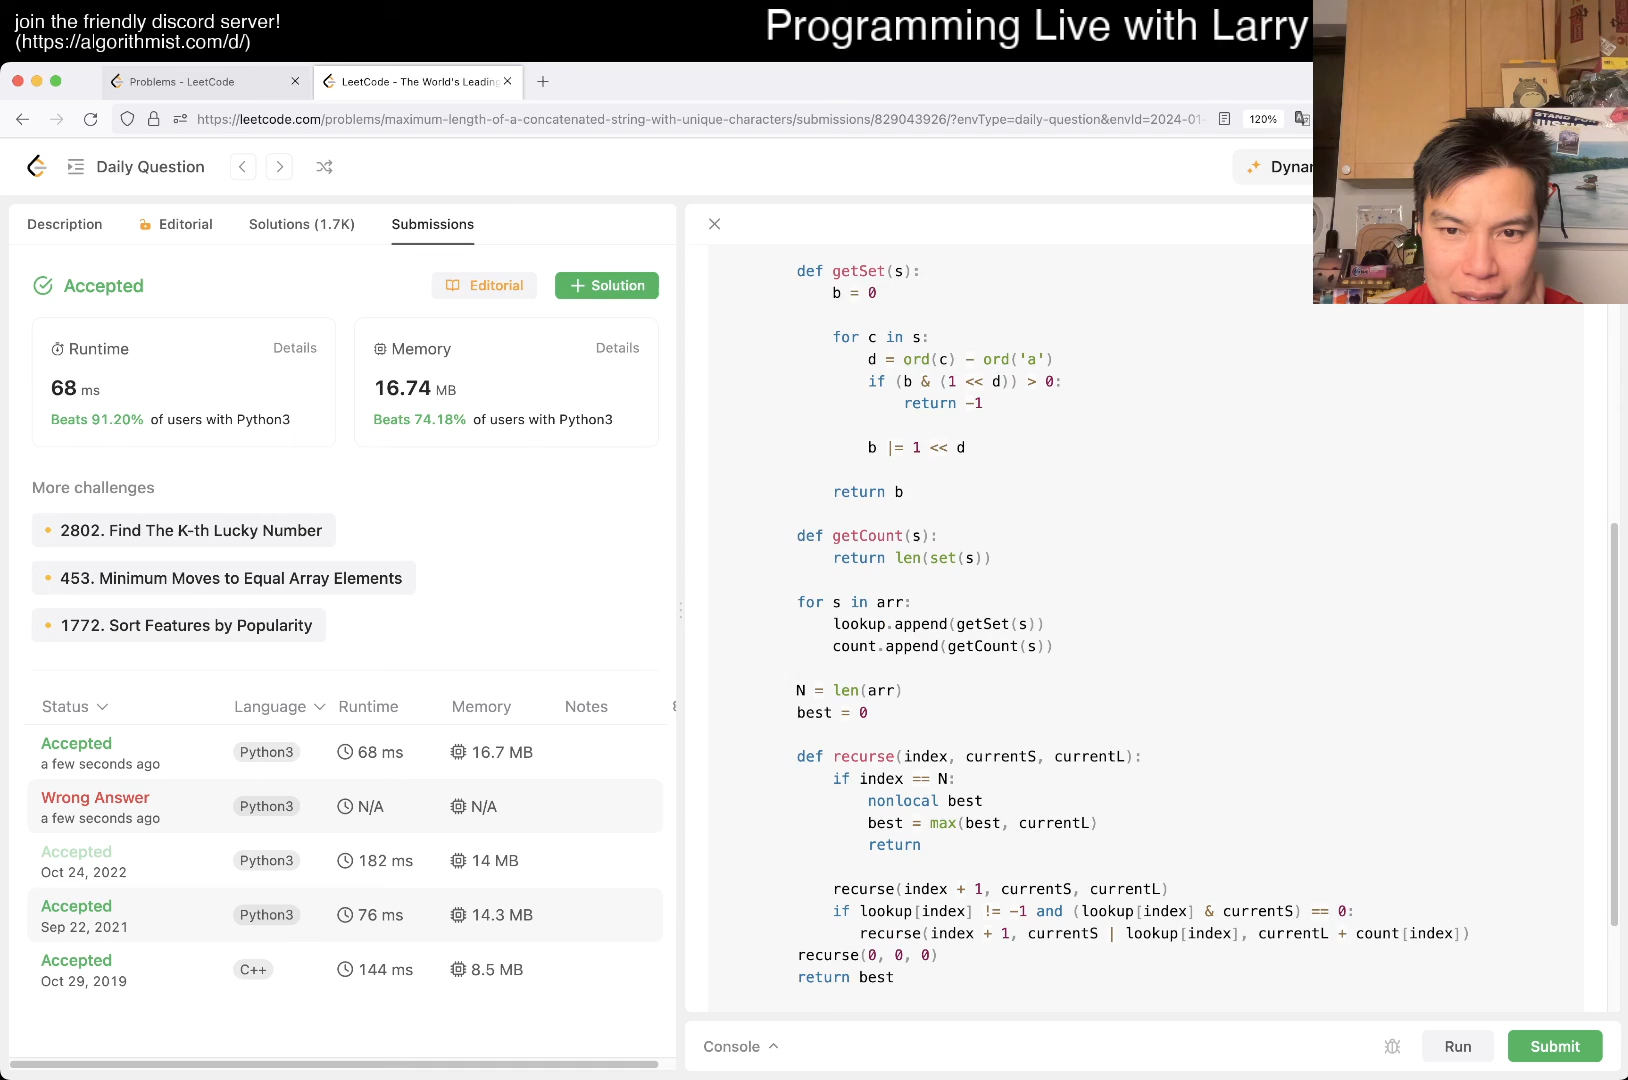 join the friendly discord server!
(https://algorithmist.com/d/)
Programming Live with Larry
Problems - LeetCode
LeetCode - The World's Leading
https://leetcode.com/problems/maximum-length-of-a-concatenated-string-with-unique-characters/submissions/829043926/?envType=daily-question&envId=2024-01-
120%
Daily Question
Dynam
STAND
Description
Editorial
Solutions (1.7K)
Submissions
Accepted
Editorial
+ Solution
Runtime
Details
68 ms
Beats 91.20% of users with Python3
Memory
Details
16.74 MB
Beats 74.18% of users with Python3
More challenges
2802. Find The K-th Lucky Number
453. Minimum Moves to Equal Array Elements
1772. Sort Features by Popularity
Status Language Runtime Memory Notes
Accepted
a few seconds ago
Python3 68 ms 16.7 MB
Wrong Answer
a few seconds ago
Python3 N/A N/A
Accepted
Oct 24, 2022
Python3 182 ms 14 MB
Accepted
Sep 22, 2021
Python3 76 ms 14.3 MB
Accepted
Oct 29, 2019
C++ 144 ms 8.5 MB
def getSet(s):
b = 0
for c in s:
d = ord(c) - ord('a')
if (b & (1 << d)) > 0:
return -1
b |= 1 << d
return b
def getCount(s):
return len(set(s))
for s in arr:
lookup.append(getSet(s))
count.append(getCount(s))
N = len(arr)
best = 0
def recurse(index, currentS, currentL):
if index == N:
nonlocal best
best = max(best, currentL)
return
recurse(index + 1, currentS, currentL)
if lookup[index] != -1 and (lookup[index] & currentS) == 0:
recurse(index + 1, currentS | lookup[index], currentL + count[index])
recurse(0, 0, 0)
return best
Console
Run
Submit